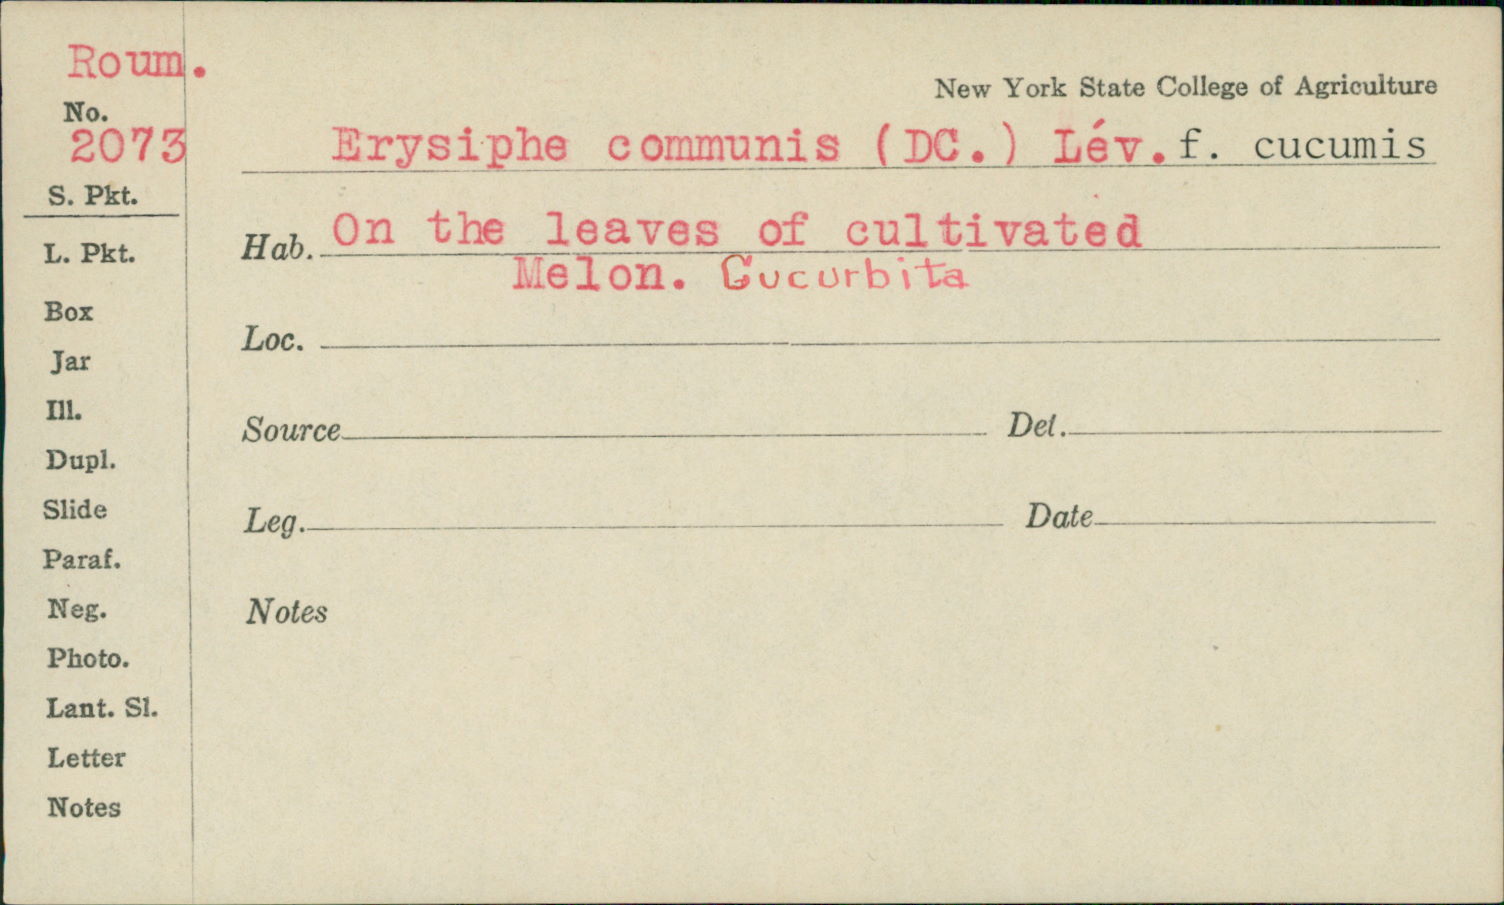 Roum.
New York State College of Agriculture
No.
2073
Erysiphe communis (DC.) Lév. f. cucumis
S. Pkt.
Hab. On the leaves of cultivated
L. Pkt.
Melon. Cucurbita
Box
Loc.
Jar
Ill.
Source Det.
Dupl.
Slide
Leg. Date
Paraf.
Neg.
Notes
Photo.
Lant. Sl.
Letter
Notes